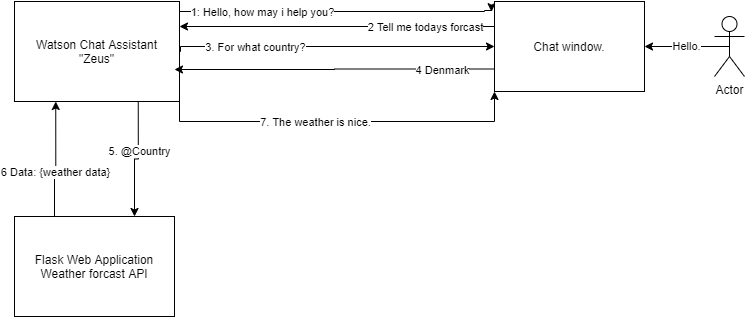 1: Hello, how may i help you?
2 Tell me todays forcast
Watson Chat Assistant
"Zeus"
3. For what country?
Chat window.
Hello.
4 Denmark
Actor
7. The weather is nice.
5. @Country
6 Data: {weather data}
Flask Web Application
Weather forcast API